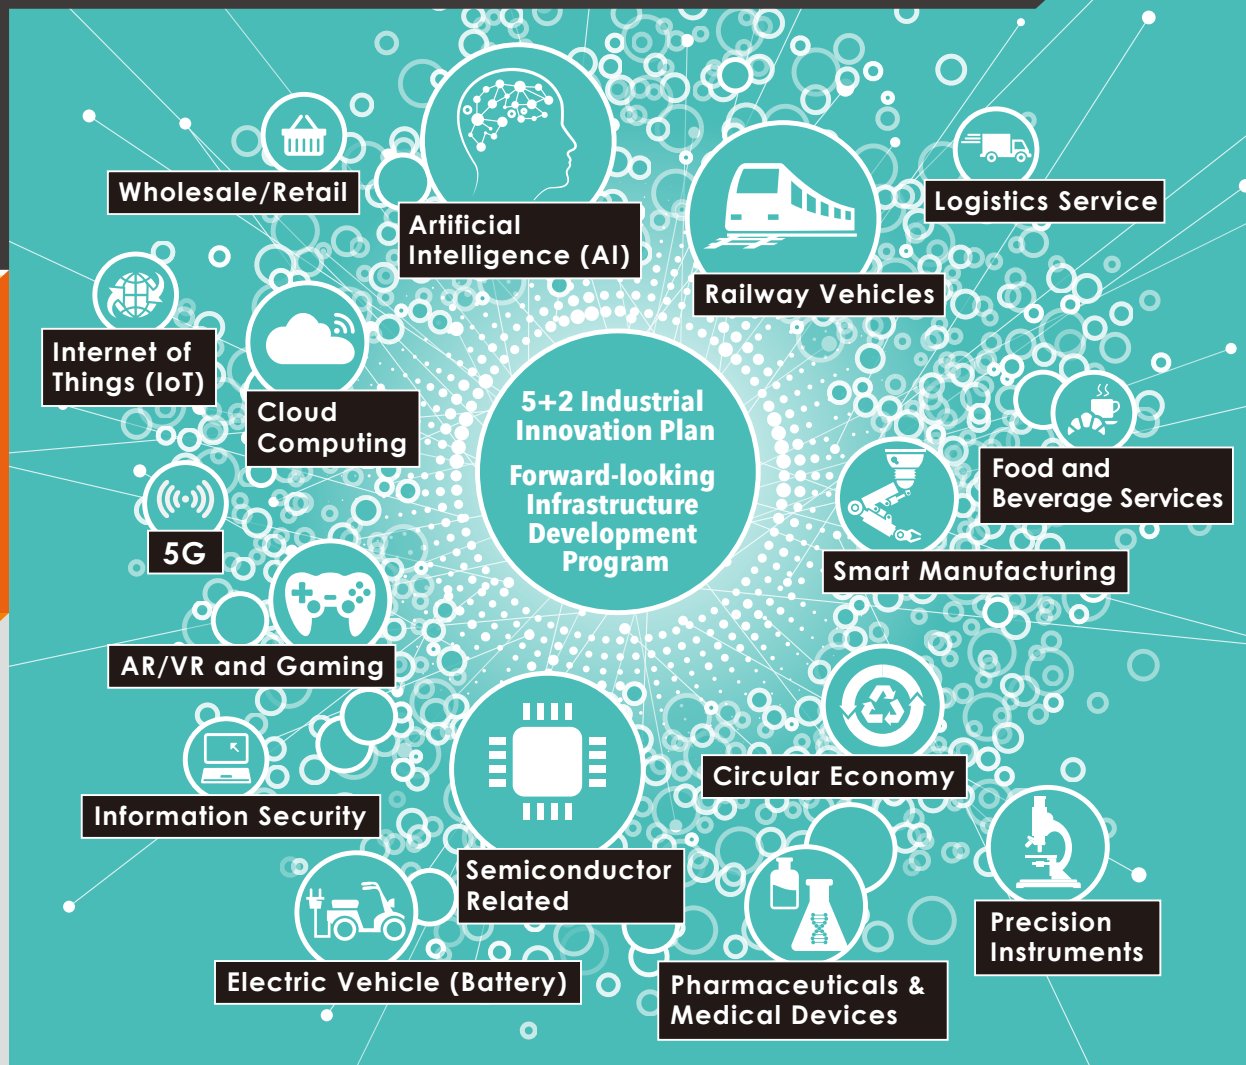 Wholesale/Retail
Artificial
Intelligence (AI)
Logistics Service
Railway Vehicles
Internet of
Things (IoT)
Cloud
Computing
5+2 Industrial
Innovation Plan
Forward-looking
Infrastructure
Development
Program
Food and
Beverage Services
5G
Smart Manufacturing
AR/VR and Gaming
Circular Economy
Information Security
Semiconductor
Related
Precision
Instruments
Electric Vehicle (Battery)
Pharmaceuticals &
Medical Devices